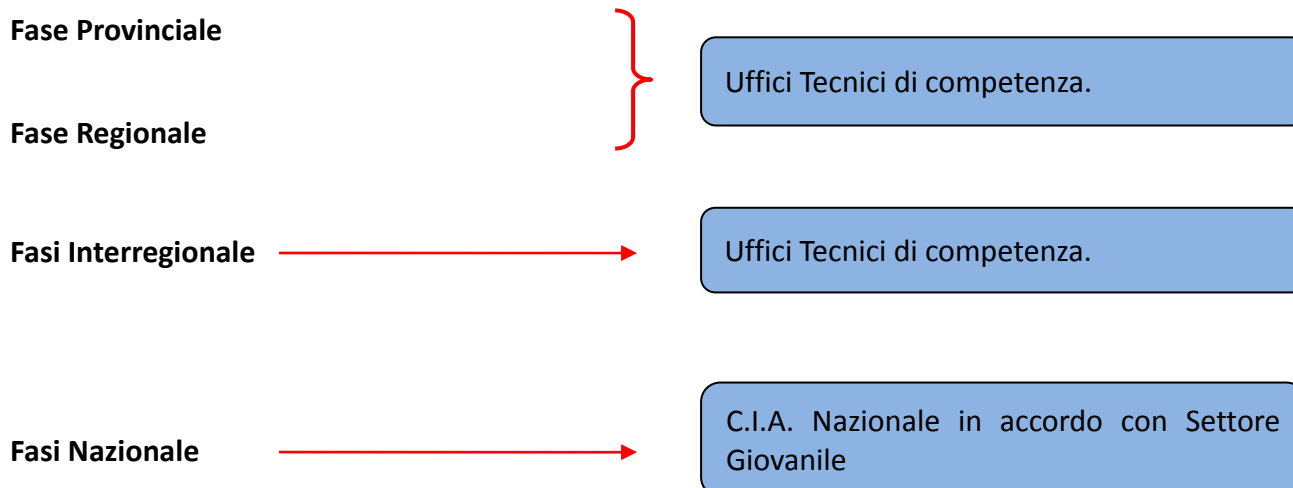 Fase Provinciale
Uffici Tecnici di competenza.
Fase Regionale
Fasi Interregionale
Uffici Tecnici di competenza.
Fasi Nazionale
C.I.A. Nazionale in accordo con Settore
Giovanile